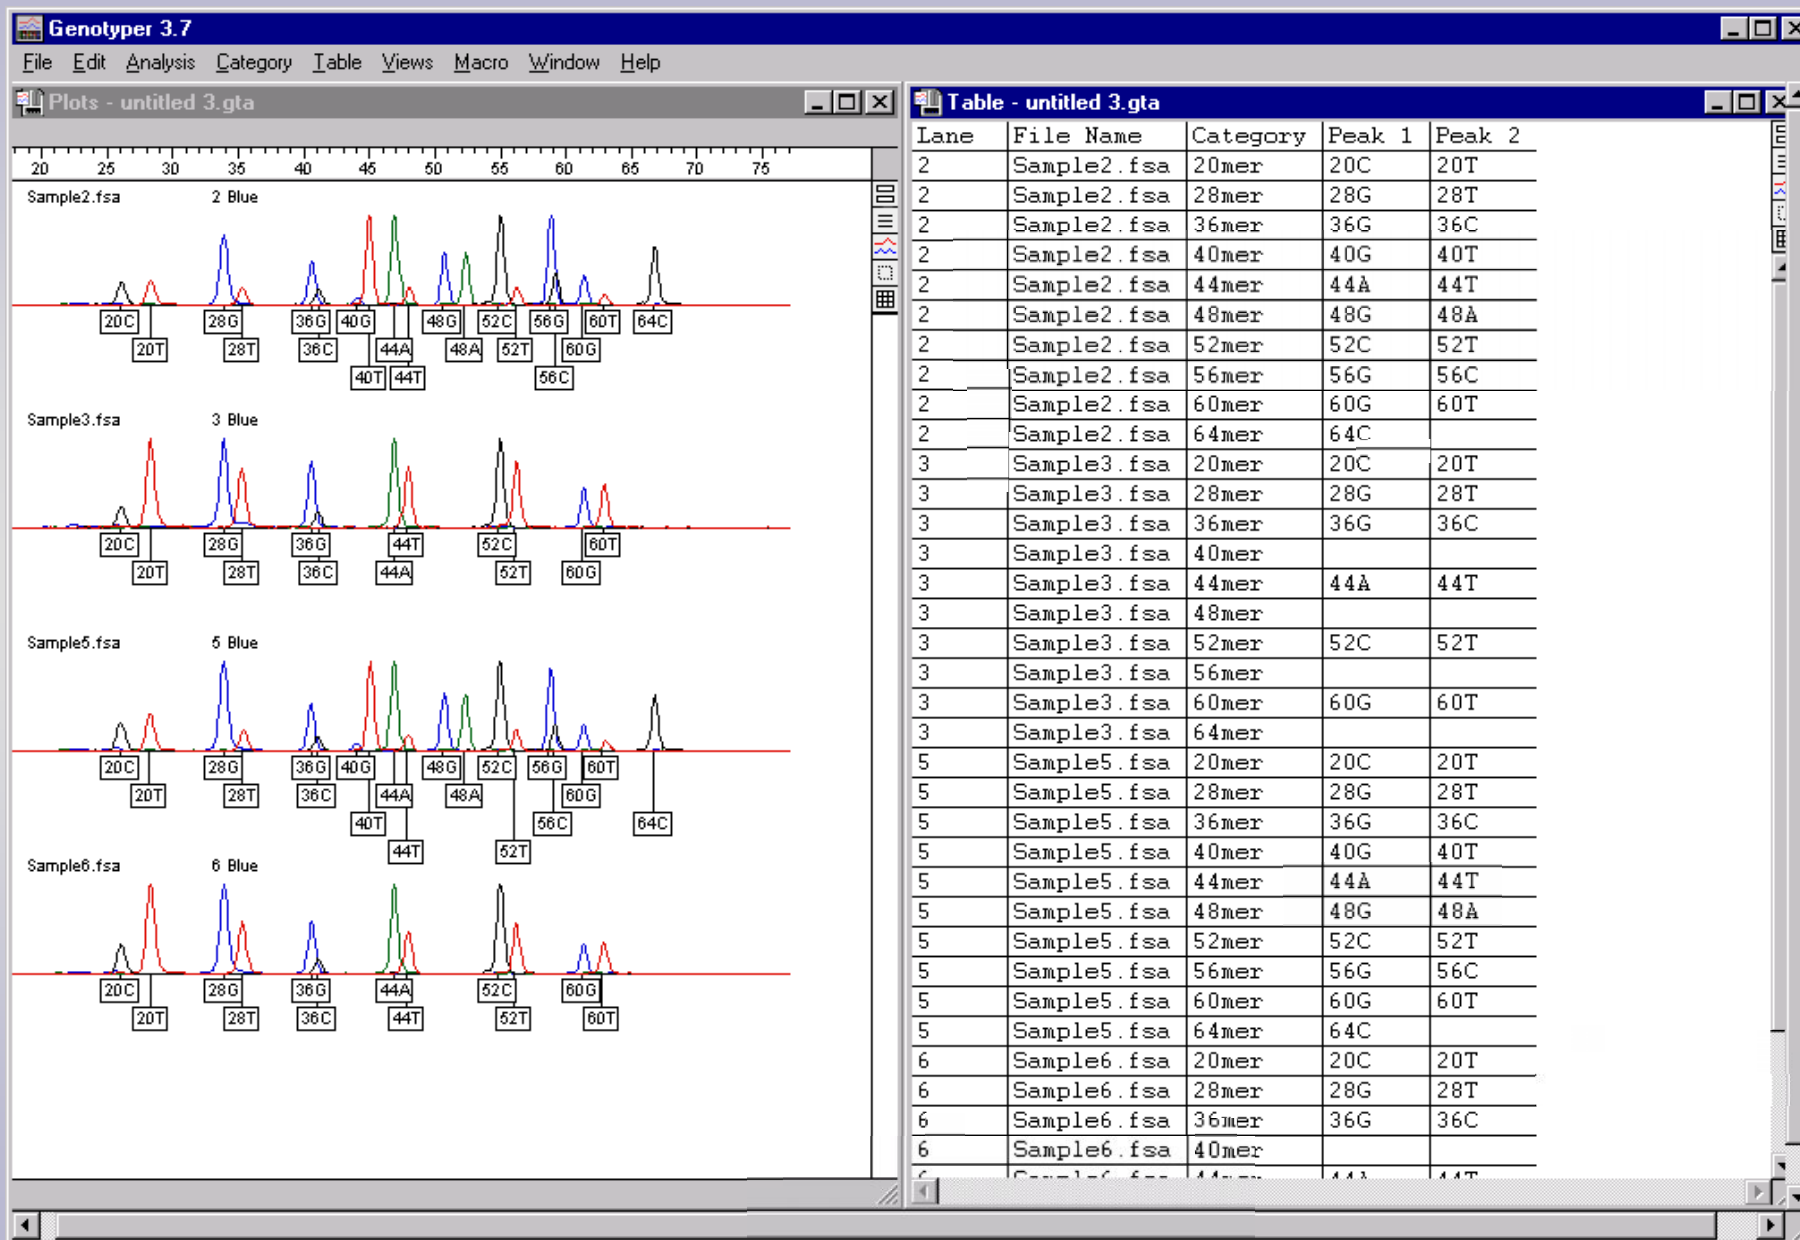 Genotyper 3.7
File Edit Analysis Category Table Views Macro Window Help
Plots - untitled 3.gta
20 25 30 35 40 45 50 55 60 65 70 75
Sample2.fsa 2 Blue
20C 28G 36G 40G 48G 52C 56G 60T 64C
20T 28T 36C 44A 48A 52T 60G
40T 44T 56C
Sample3.fsa 3 Blue
20C 28G 36G 44T 52C 60T
20T 28T 36C 44A 52T 60G
Sample5.fsa 5 Blue
20C 28G 36G 40G 48G 52C 56G 60T
20T 28T 36C 44A 48A 60G
40T 56C 64C
44T 52T
Sample6.fsa 6 Blue
20C 28G 36G 44A 52C 60G
20T 28T 36C 44T 52T 60T
Table - untitled 3.gta
Lane File Name Category Peak 1 Peak 2
2 Sample2.fsa 20mer 20C 20T
2 Sample2.fsa 28mer 28G 28T
2 Sample2.fsa 36mer 36G 36C
2 Sample2.fsa 40mer 40G 40T
2 Sample2.fsa 44mer 44A 44T
2 Sample2.fsa 48mer 48G 48A
2 Sample2.fsa 52mer 52C 52T
2 Sample2.fsa 56mer 56G 56C
2 Sample2.fsa 60mer 60G 60T
2 Sample2.fsa 64mer 64C
3 Sample3.fsa 20mer 20C 20T
3 Sample3.fsa 28mer 28G 28T
3 Sample3.fsa 36mer 36G 36C
3 Sample3.fsa 40mer
3 Sample3.fsa 44mer 44A 44T
3 Sample3.fsa 48mer
3 Sample3.fsa 52mer 52C 52T
3 Sample3.fsa 56mer
3 Sample3.fsa 60mer 60G 60T
3 Sample3.fsa 64mer
5 Sample5.fsa 20mer 20C 20T
5 Sample5.fsa 28mer 28G 28T
5 Sample5.fsa 36mer 36G 36C
5 Sample5.fsa 40mer 40G 40T
5 Sample5.fsa 44mer 44A 44T
5 Sample5.fsa 48mer 48G 48A
5 Sample5.fsa 52mer 52C 52T
5 Sample5.fsa 56mer 56G 56C
5 Sample5.fsa 60mer 60G 60T
5 Sample5.fsa 64mer 64C
6 Sample6.fsa 20mer 20C 20T
6 Sample6.fsa 28mer 28G 28T
6 Sample6.fsa 36mer 36G 36C
6 Sample6.fsa 40mer